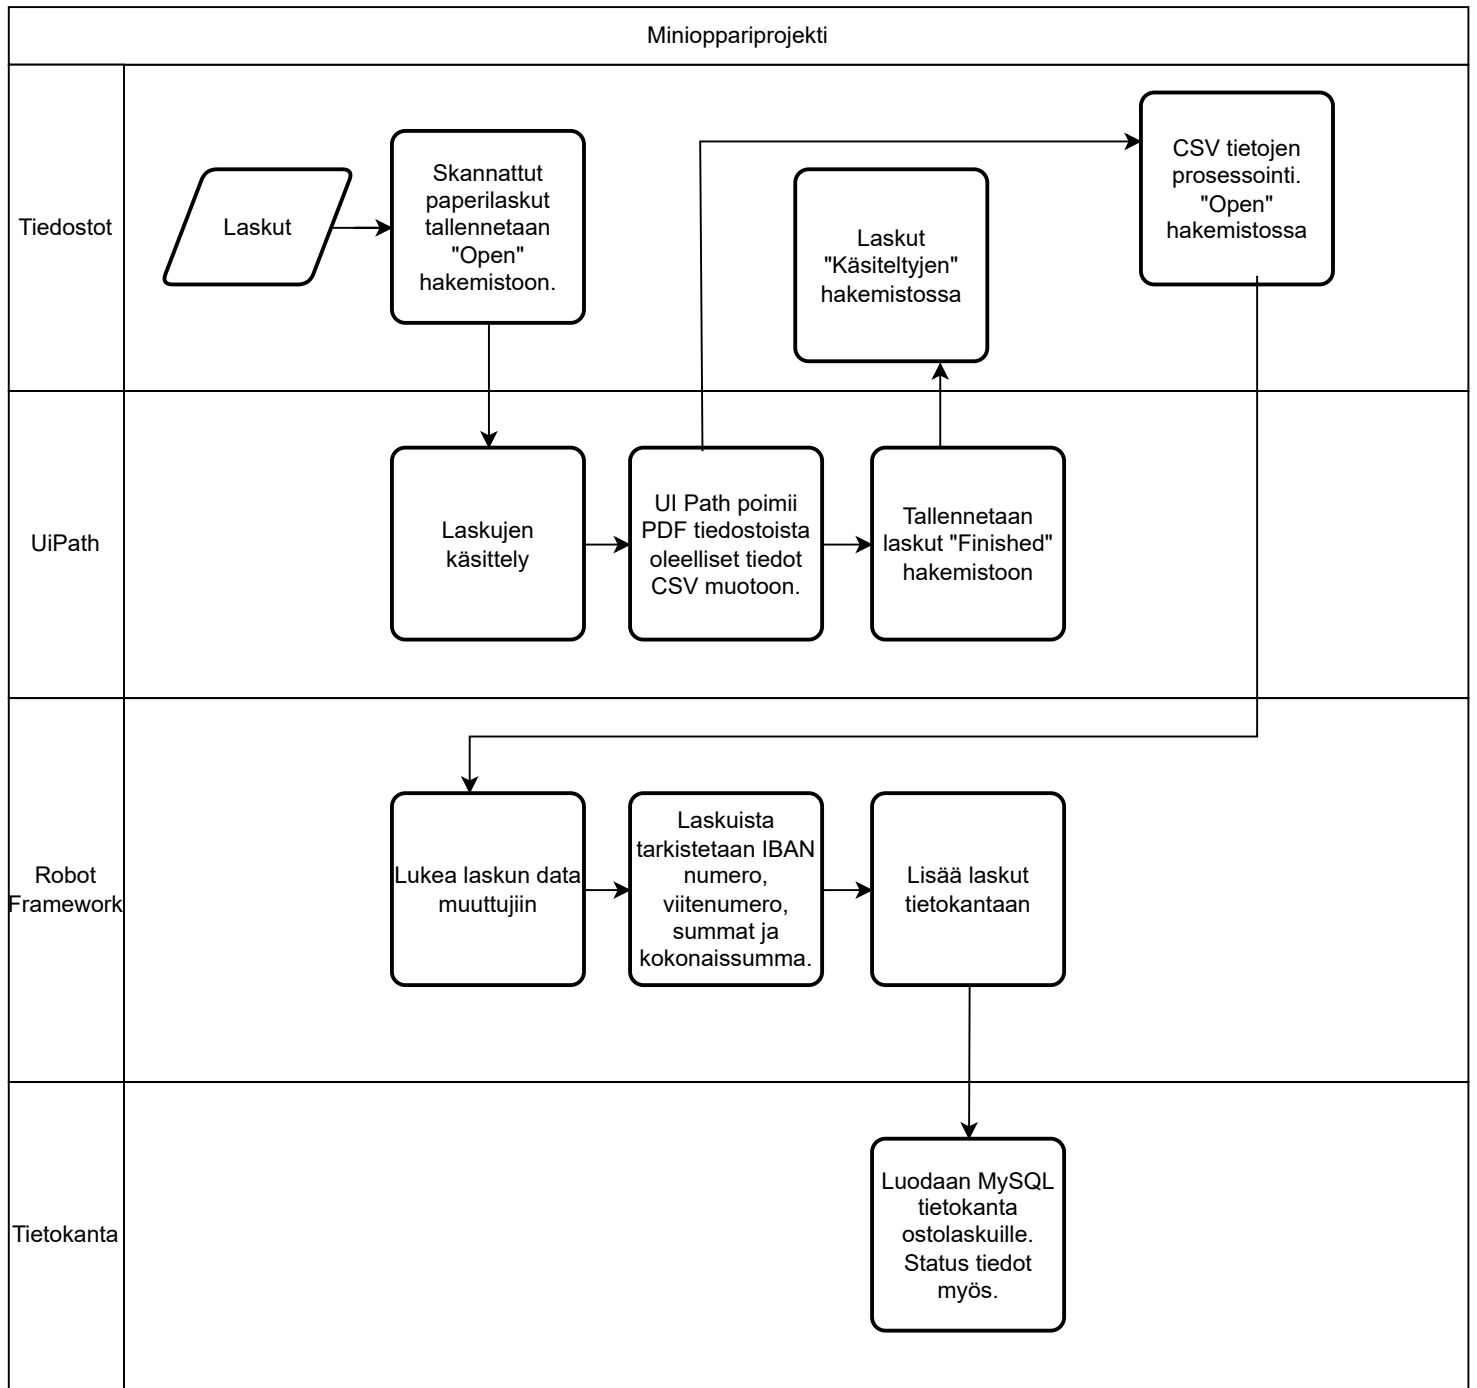 Minioppariprojekti
Tiedostot
Laskut
Skannattut
paperilaskut
tallennetaan
"Open"
hakemistoon.
Laskut
"Käsiteltyjen"
hakemistossa
CSV tietojen
prosessointi.
"Open"
hakemistossa
UiPath
Laskujen
käsittely
UI Path poimii
PDF tiedostoista
oleelliset tiedot
CSV muotoon.
Tallennetaan
laskut "Finished"
hakemistoon
Robot
Framework
Lukea laskun data
muuttujiin
Laskuista
tarkistetaan IBAN
numero,
viitenumero,
summat ja
kokonaissumma.
Lisää laskut
tietokantaan
Tietokanta
Luodaan MySQL
tietokanta
ostolaskuille.
Status tiedot
myös.